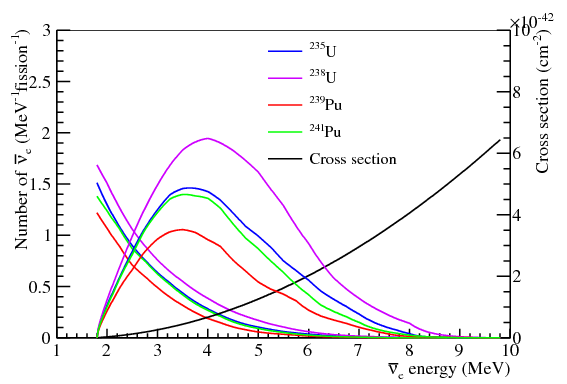 ×10⁻⁴²
Number of ν̅ₑ (MeV⁻¹fission⁻¹)
3
2.5
2
1.5
1
0.5
0
²³⁵U
²³⁸U
²³⁹Pu
²⁴¹Pu
Cross section
10
8
6
4
2
0
Cross section (cm⁻²)
1 2 3 4 5 6 7 8 9 10
ν̅ₑ energy (MeV)